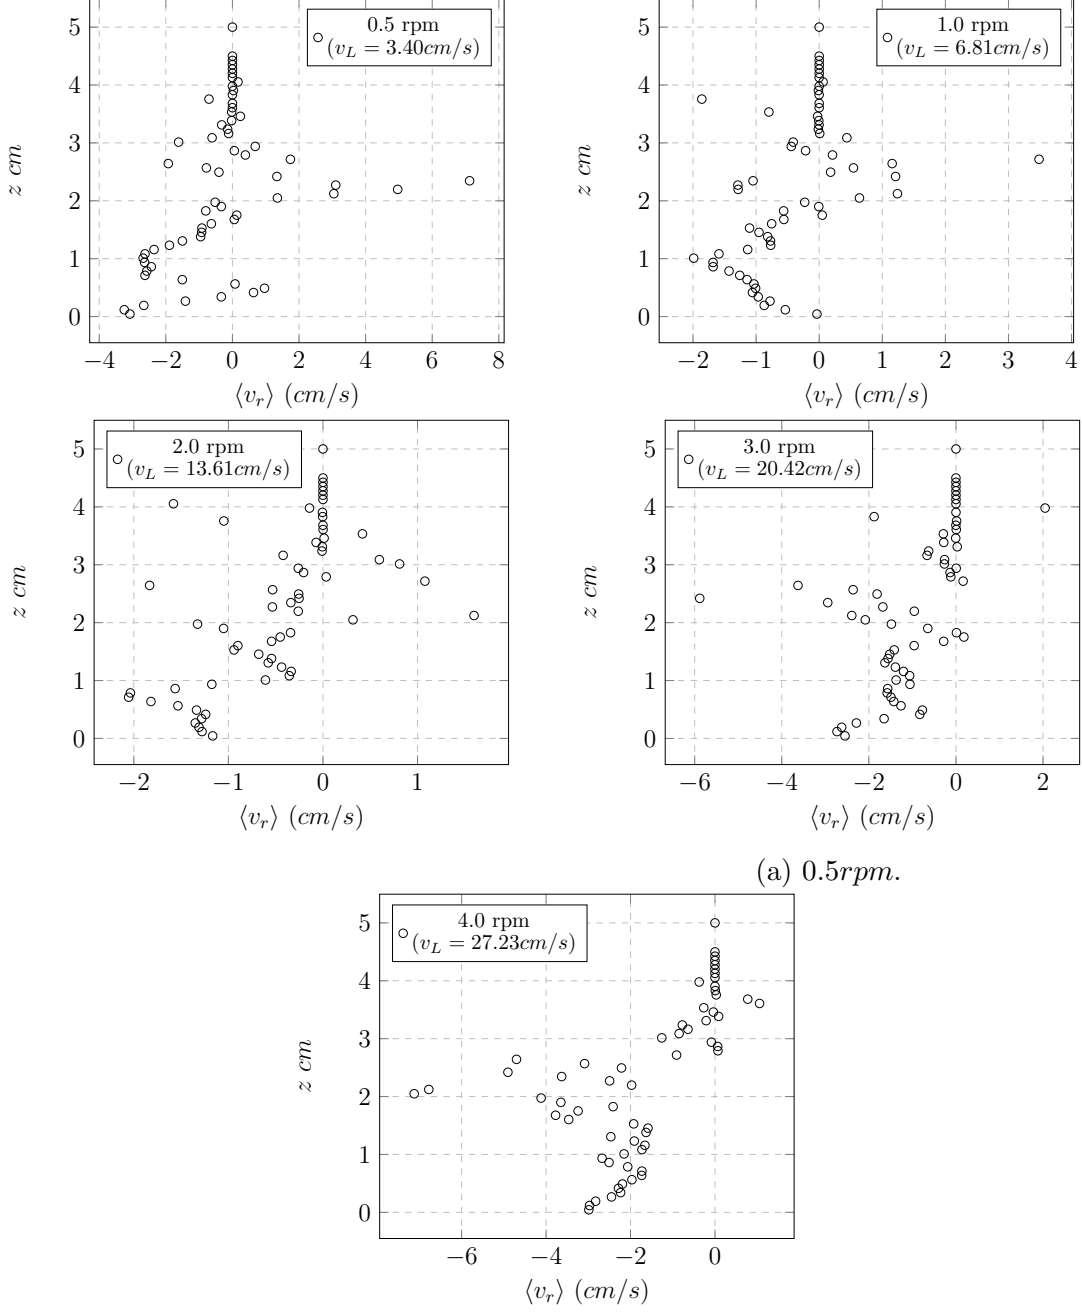 5
4
3
2
1
0
z cm
0.5 rpm
(v_L = 3.40cm/s)
−4 −2 0 2 4 6 8
⟨v_r⟩ (cm/s)
5
4
3
2
1
0
z cm
1.0 rpm
(v_L = 6.81cm/s)
−2 −1 0 1 2 3 4
⟨v_r⟩ (cm/s)
5
4
3
2
1
0
z cm
2.0 rpm
(v_L = 13.61cm/s)
−2 −1 0 1
⟨v_r⟩ (cm/s)
5
4
3
2
1
0
z cm
3.0 rpm
(v_L = 20.42cm/s)
−6 −4 −2 0 2
⟨v_r⟩ (cm/s)
(a) 0.5rpm.
5
4
3
2
1
0
z cm
4.0 rpm
(v_L = 27.23cm/s)
−6 −4 −2 0
⟨v_r⟩ (cm/s)